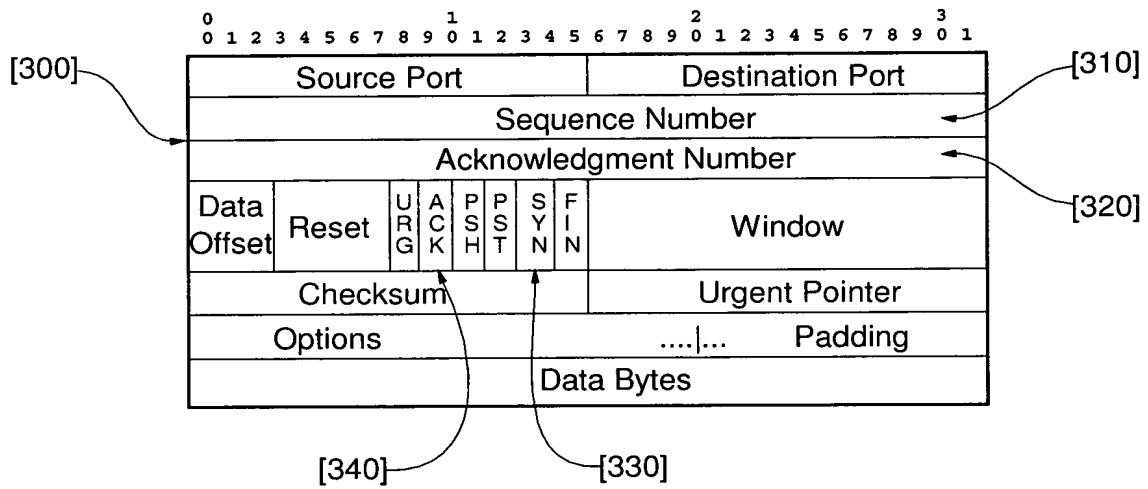 0 1 2 3
0 1 2 3 4 5 6 7 8 9 0 1 2 3 4 5 6 7 8 9 0 1 2 3 4 5 6 7 8 9 0 1
[300]
Source Port Destination Port
[310]
Sequence Number
Acknowledgment Number
[320]
Data Offset Reset URG ACK PSH PST SYN FIN Window
Checksum Urgent Pointer
Options ....|... Padding
Data Bytes
[340] [330]